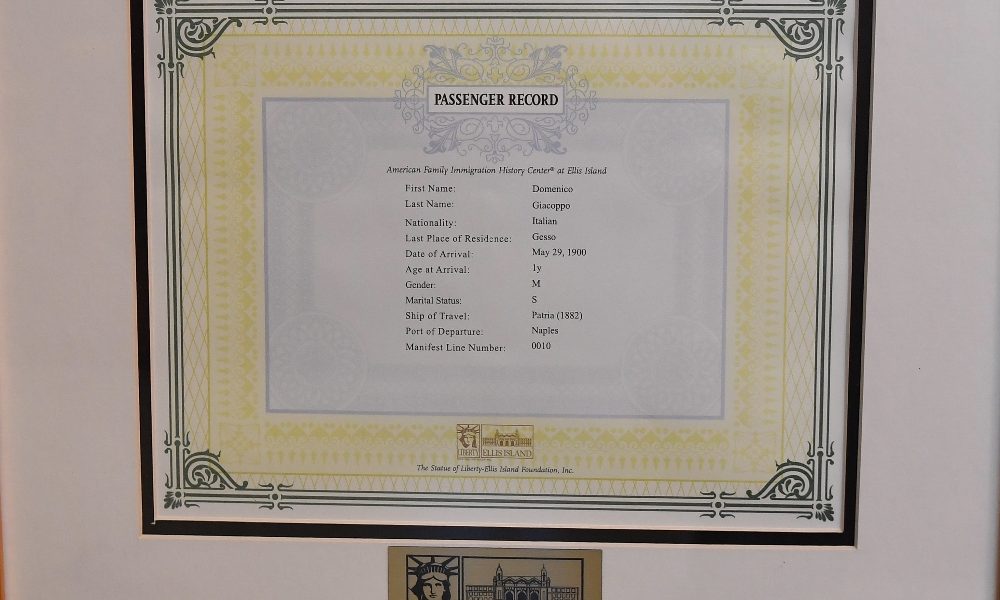 PASSENGER RECORD
American Family Immigration History Center® at Ellis Island
First Name: Domenico
Last Name: Giacoppo
Nationality: Italian
Last Place of Residence: Gesso
Date of Arrival: May 29, 1900
Age at Arrival: 1y
Gender: M
Marital Status: S
Ship of Travel: Patria (1882)
Port of Departure: Naples
Manifest Line Number: 0010
LIBERTY ELLIS ISLAND
The Statue of Liberty-Ellis Island Foundation, Inc.